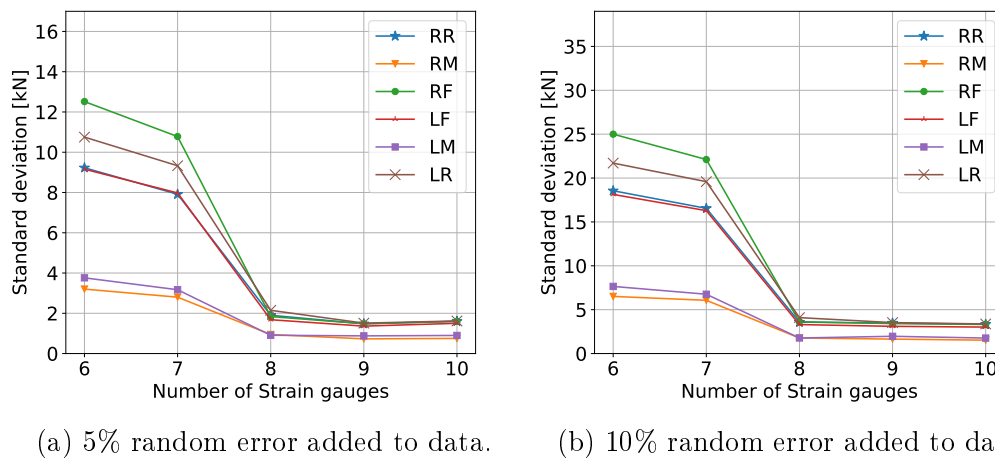 Standard deviation [kN]
16
14
12
10
8
6
4
2
0
6 7 8 9 10
Number of Strain gauges
RR
RM
RF
LF
LM
LR
(a) 5% random error added to data.
Standard deviation [kN]
35
30
25
20
15
10
5
0
6 7 8 9 10
Number of Strain gauges
RR
RM
RF
LF
LM
LR
(b) 10% random error added to da